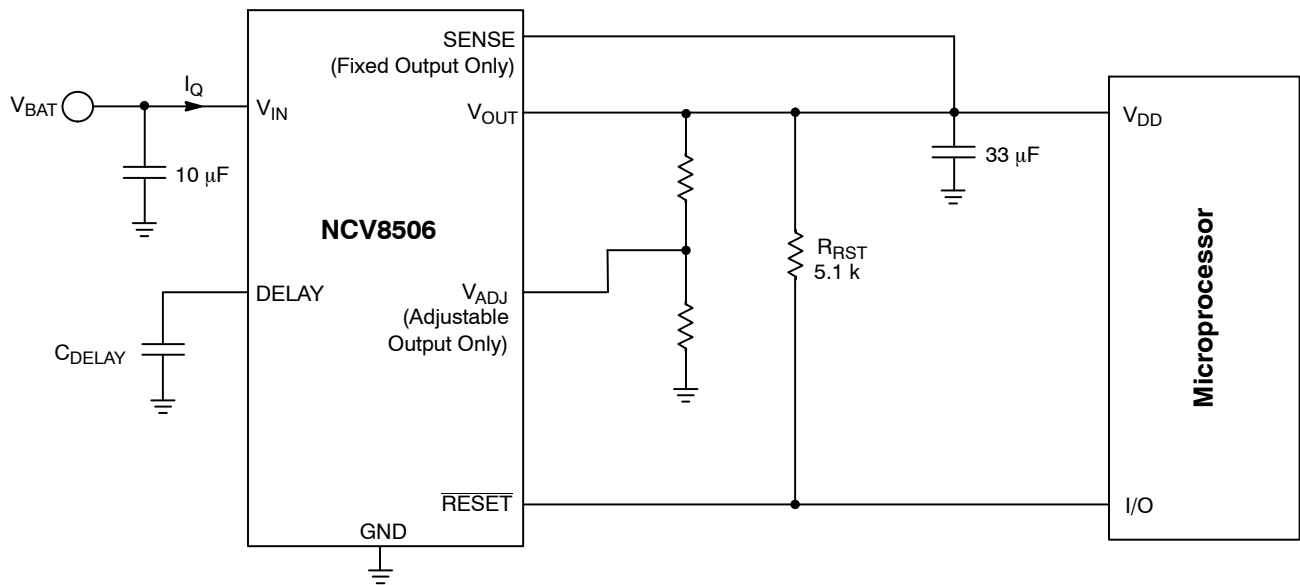 SENSE
(Fixed Output Only)
V_BAT
I_Q
V_IN
V_OUT
V_DD
10 μF
33 μF
NCV8506
R_RST
5.1 k
DELAY
V_ADJ
(Adjustable
Output Only)
C_DELAY
Microprocessor
RESET
I/O
GND